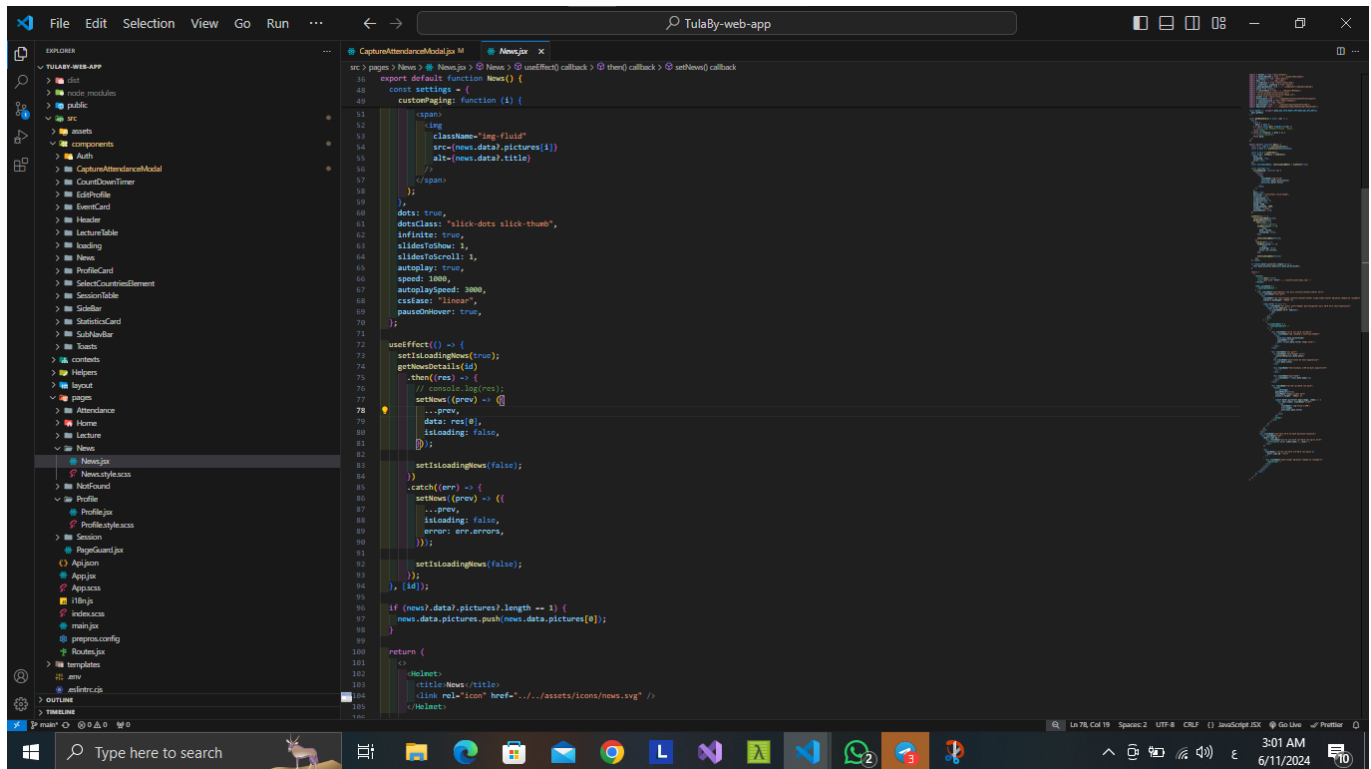 File Edit Selection View Go Run ··· TulaBy-web-app
EXPLORER
TULABY-WEB-APP
dist
node_modules
public
src
assets
components
Auth
CaptureAttendanceModal
CountDownTimer
EditProfile
EventCard
Header
LectureTable
loading
News
ProfileCard
SelectCountriesElement
SessionTable
SideBar
StatisticsCard
SubNavBar
Toasts
contexts
Helpers
layout
pages
Attendance
Home
Lecture
News
News.jsx
News.style.scss
NotFound
Profile
Profile.jsx
Profile.style.scss
Session
PageGuard.jsx
Api.json
App.jsx
App.scss
i18n.js
index.scss
main.jsx
prepros.config
Routes.jsx
templates
.env
.eslintrc.cjs
OUTLINE
TIMELINE
CaptureAttendanceModal.jsx M News.jsx
src > pages > News > News.jsx > News > useEffect() callback > then() callback > setNews() callback
36 export default function News() {
48 const settings = {
49 customPaging: function (i) {
51 <span>
52 <img
53 className="img-fluid"
54 src={news.data?.pictures[i]}
55 alt={news.data?.title}
56 />
57 </span>
58 );
59 },
60 dots: true,
61 dotsClass: "slick-dots slick-thumb",
62 infinite: true,
63 slidesToShow: 1,
64 slidesToScroll: 1,
65 autoplay: true,
66 speed: 1000,
67 autoplaySpeed: 3000,
68 cssEase: "linear",
69 pauseOnHover: true,
70 };
71
72 useEffect(() => {
73 setIsLoadingNews(true);
74 getNewsDetails(id)
75 .then((res) => {
76 // console.log(res);
77 setNews((prev) => ({
78 ...prev,
79 data: res[0],
80 isLoading: false,
81 }));
82
83 setIsLoadingNews(false);
84 })
85 .catch((err) => {
86 setNews((prev) => ({
87 ...prev,
88 isLoading: false,
89 error: err.errors,
90 }));
91
92 setIsLoadingNews(false);
93 });
94 }, [id]);
95
96 if (news?.data?.pictures?.length == 1) {
97 news.data.pictures.push(news.data.pictures[0]);
98 }
99
100 return (
101 <>
102 <Helmet>
103 <title>News</title>
104 <link rel="icon" href="../../assets/icons/news.svg" />
105 </Helmet>
main* 0 0 0 Ln 78, Col 19 Spaces: 2 UTF-8 CRLF {} JavaScript JSX Go Live Prettier
Type here to search L λ 2 3 ع 3:01 AM
6/11/2024 10